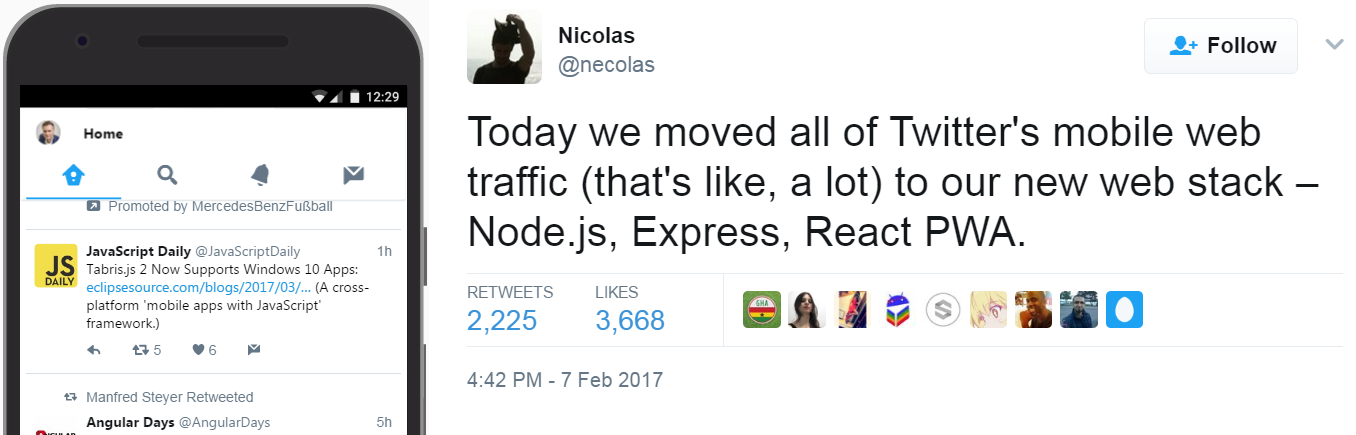 12:29
Home
Promoted by MercedesBenzFußball
JS
DAILY
JavaScript Daily @JavaScriptDaily 1h
Tabris.js 2 Now Supports Windows 10 Apps:
eclipsesource.com/blogs/2017/03/... (A cross-
platform 'mobile apps with JavaScript'
framework.)
5 6
Manfred Steyer Retweeted
Angular Days @AngularDays 5h
Nicolas
@necolas
Follow
Today we moved all of Twitter's mobile web
traffic (that's like, a lot) to our new web stack –
Node.js, Express, React PWA.
RETWEETS LIKES
2,225 3,668
GHA
S
4:42 PM - 7 Feb 2017